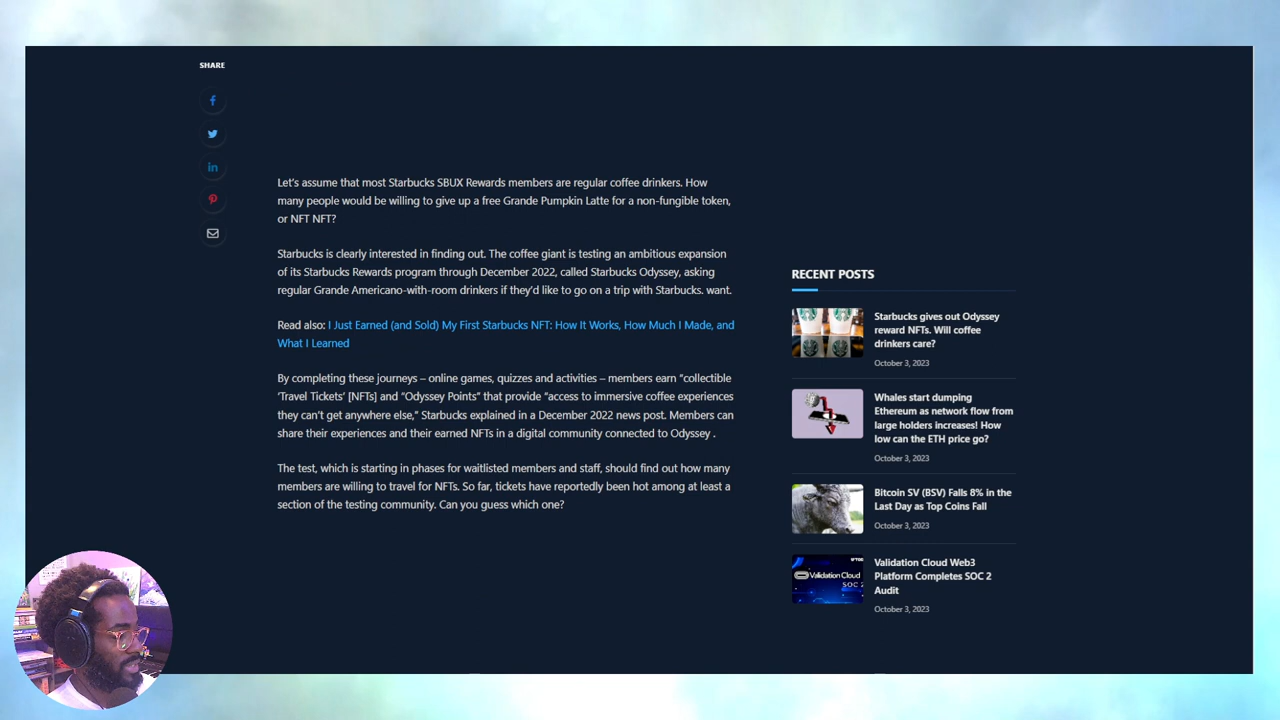 SHARE
Let's assume that most Starbucks SBUX Rewards members are regular coffee drinkers. How
many people would be willing to give up a free Grande Pumpkin Latte for a non-fungible token,
or NFT NFT?
Starbucks is clearly interested in finding out. The coffee giant is testing an ambitious expansion
of its Starbucks Rewards program through December 2022, called Starbucks Odyssey, asking
regular Grande Americano-with-room drinkers if they'd like to go on a trip with Starbucks. want.
Read also: I Just Earned (and Sold) My First Starbucks NFT: How It Works, How Much I Made, and
What I Learned
By completing these journeys – online games, quizzes and activities – members earn "collectible
'Travel Tickets' [NFTs] and "Odyssey Points" that provide "access to immersive coffee experiences
they can't get anywhere else," Starbucks explained in a December 2022 news post. Members can
share their experiences and their earned NFTs in a digital community connected to Odyssey .
The test, which is starting in phases for waitlisted members and staff, should find out how many
members are willing to travel for NFTs. So far, tickets have reportedly been hot among at least a
section of the testing community. Can you guess which one?
RECENT POSTS
Starbucks gives out Odyssey
reward NFTs. Will coffee
drinkers care?
October 3, 2023
Whales start dumping
Ethereum as network flow from
large holders increases! How
low can the ETH price go?
October 3, 2023
Bitcoin SV (BSV) Falls 8% in the
Last Day as Top Coins Fall
October 3, 2023
Validation Cloud
SOC 2
Validation Cloud Web3
Platform Completes SOC 2
Audit
October 3, 2023